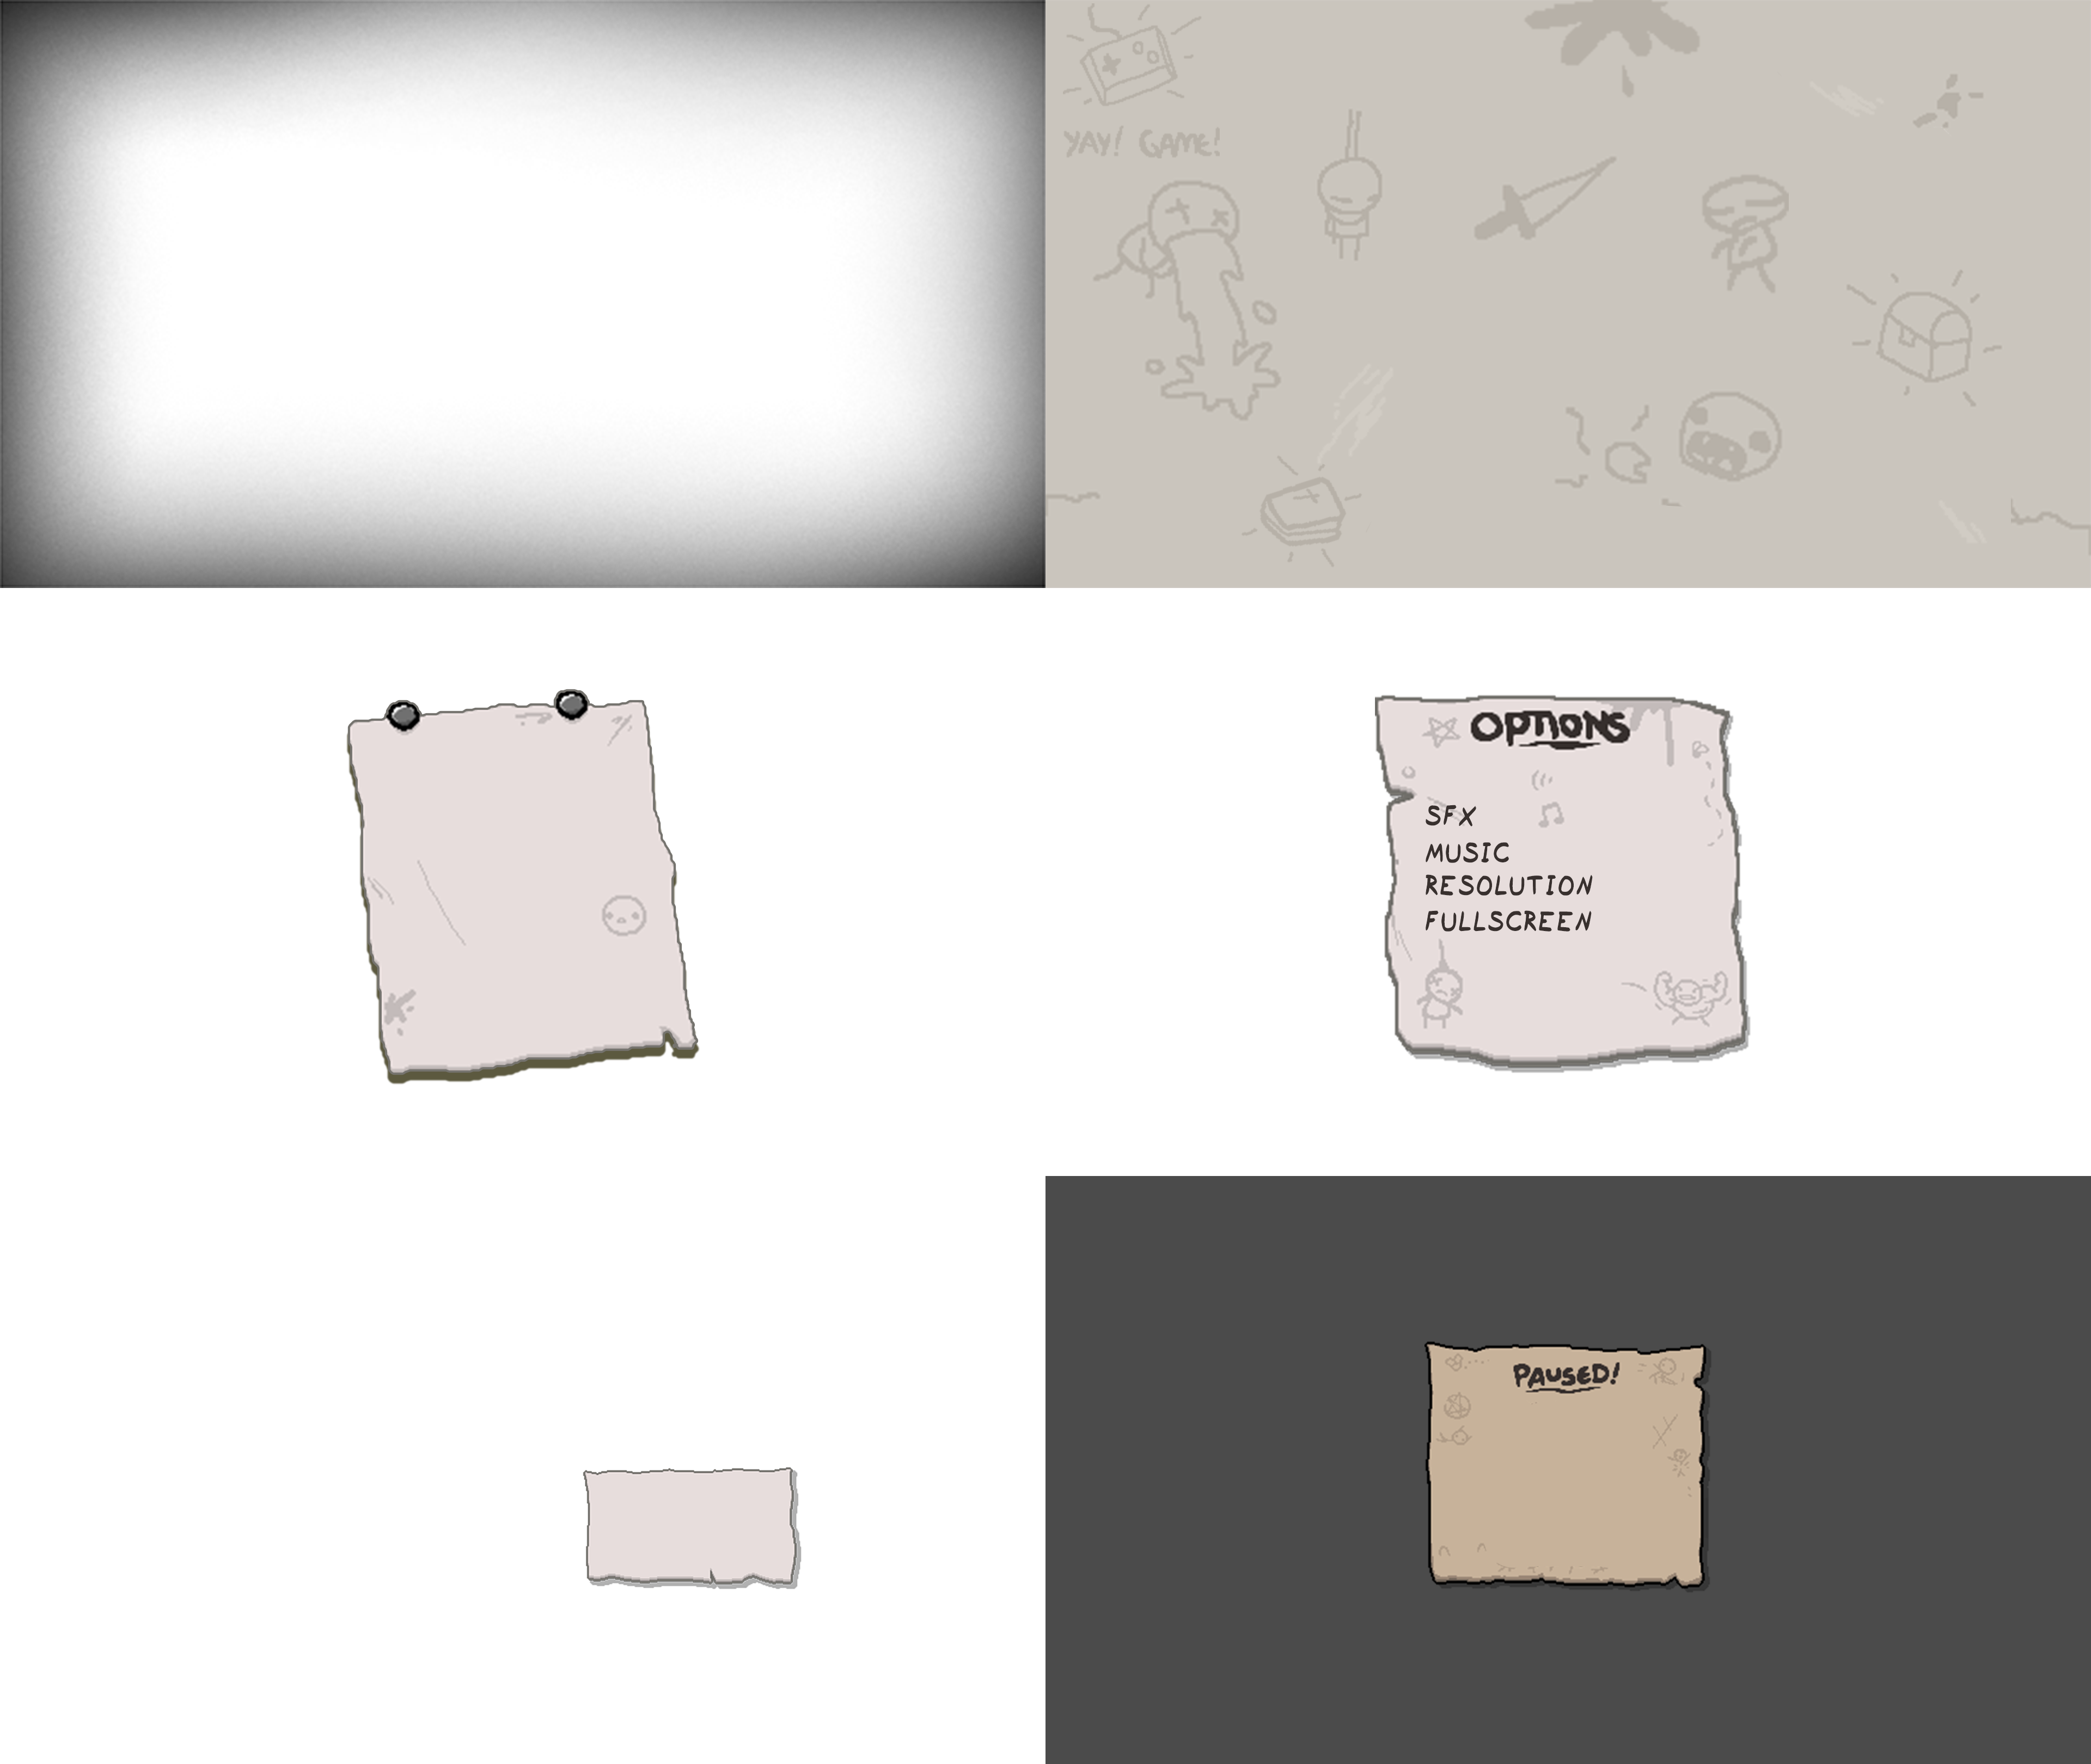 YAY! GAME!
OPTIONS
SFX
MUSIC
RESOLUTION
FULLSCREEN
PAUSED!